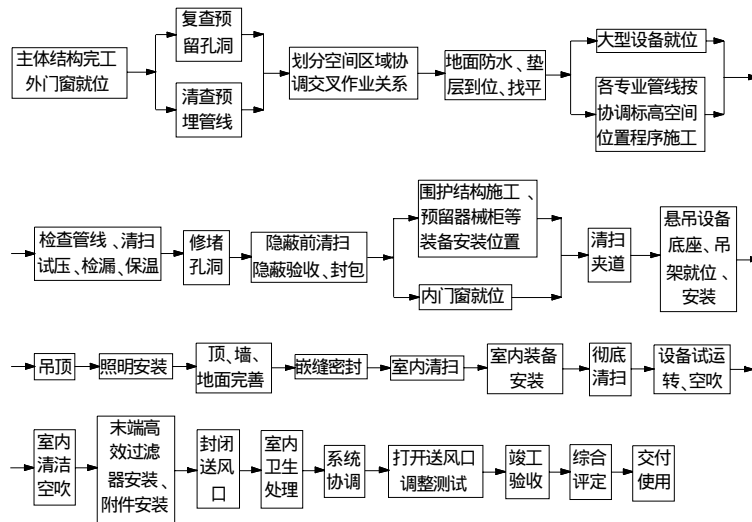 主体结构完工
外门窗就位
复查预
留孔洞
清查预
埋管线
划分空间区域协
调交叉作业关系
地面防水、垫
层到位、找平
大型设备就位
各专业管线按
协调标高空间
位置程序施工
检查管线、清扫
试压、检漏、保温
修堵
孔洞
隐蔽前清扫
隐蔽验收、封包
围护结构施工、
预留器械柜等
装备安装位置
内门窗就位
清扫
夹道
悬吊设备
底座、吊
架就位、
安装
吊顶
照明安装
顶、墙、
地面完善
嵌缝密封
室内清扫
室内装备
安装
彻底
清扫
设备试运
转、空吹
室内
清洁
空吹
末端高
效过滤
器安装、
附件安装
封闭
送风
口
室内
卫生
处理
系统
协调
打开送风口
调整测试
竣工
验收
综合
评定
交付
使用